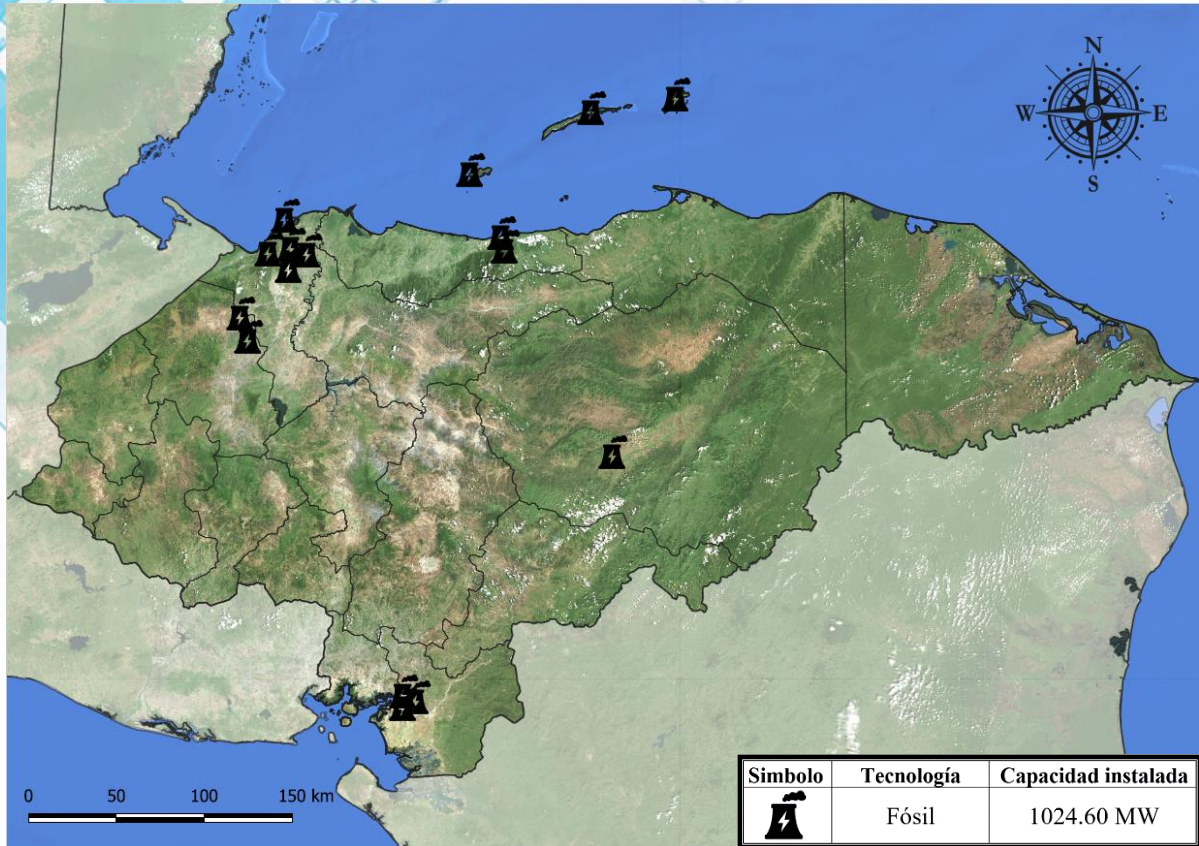 N
W E
S
0 50 100 150 km
Simbolo Tecnología Capacidad instalada
Fósil 1024.60 MW